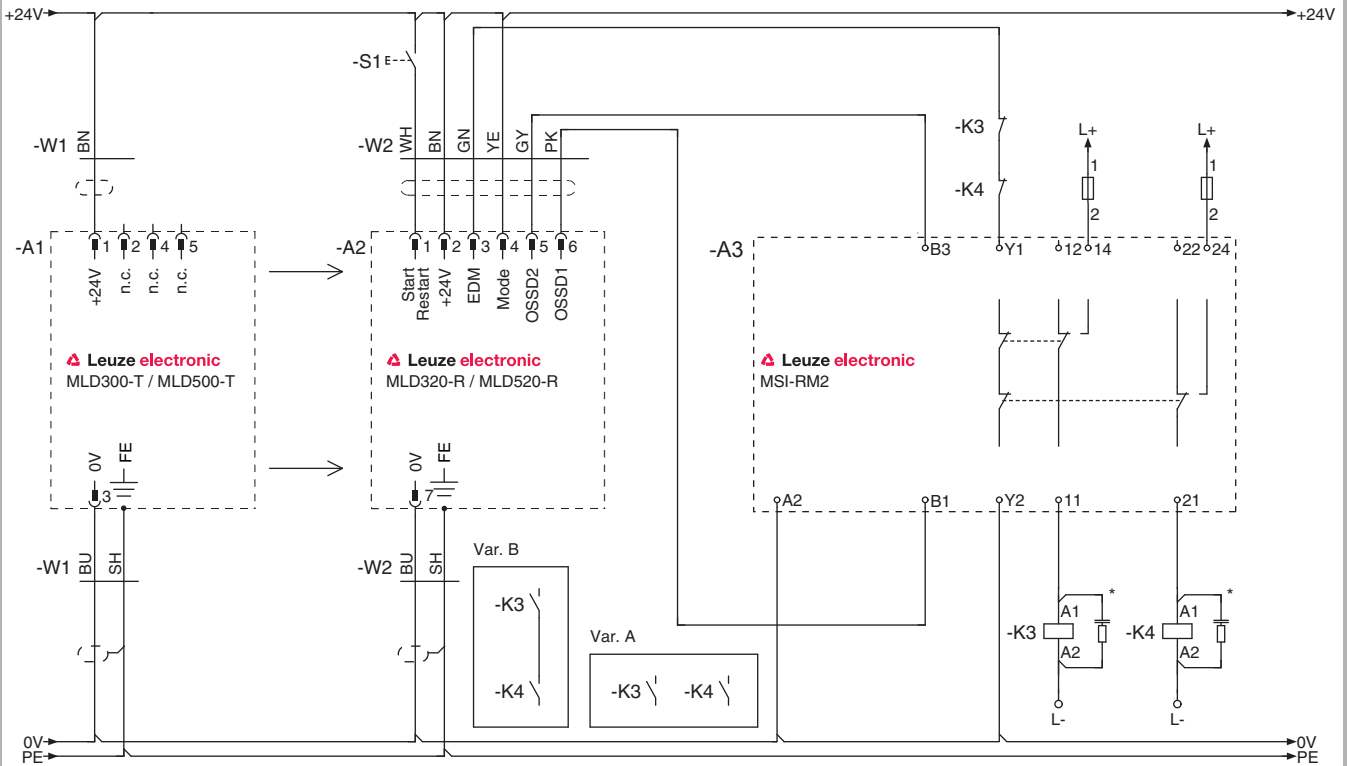 +24V
+24V
-S1
-W1
BN
-W2
WH
BN
GN
YE
GY
PK
-K3
-K4
L+
1
2
L+
1
2
-A1
1
2
4
5
+24V
n.c.
n.c.
n.c.
Leuze electronic
MLD300-T / MLD500-T
0V
FE
3
-A2
1
2
3
4
5
6
Start
Restart
+24V
EDM
Mode
OSSD2
OSSD1
Leuze electronic
MLD320-R / MLD520-R
0V
FE
7
-A3
B3
Y1
12
14
22
24
Leuze electronic
MSI-RM2
A2
B1
Y2
11
21
-W1
BU
SH
-W2
BU
SH
Var. B
-K3
-K4
Var. A
-K3
-K4
-K3
A1
A2
*
L-
-K4
A1
A2
*
L-
0V
0V
PE
PE